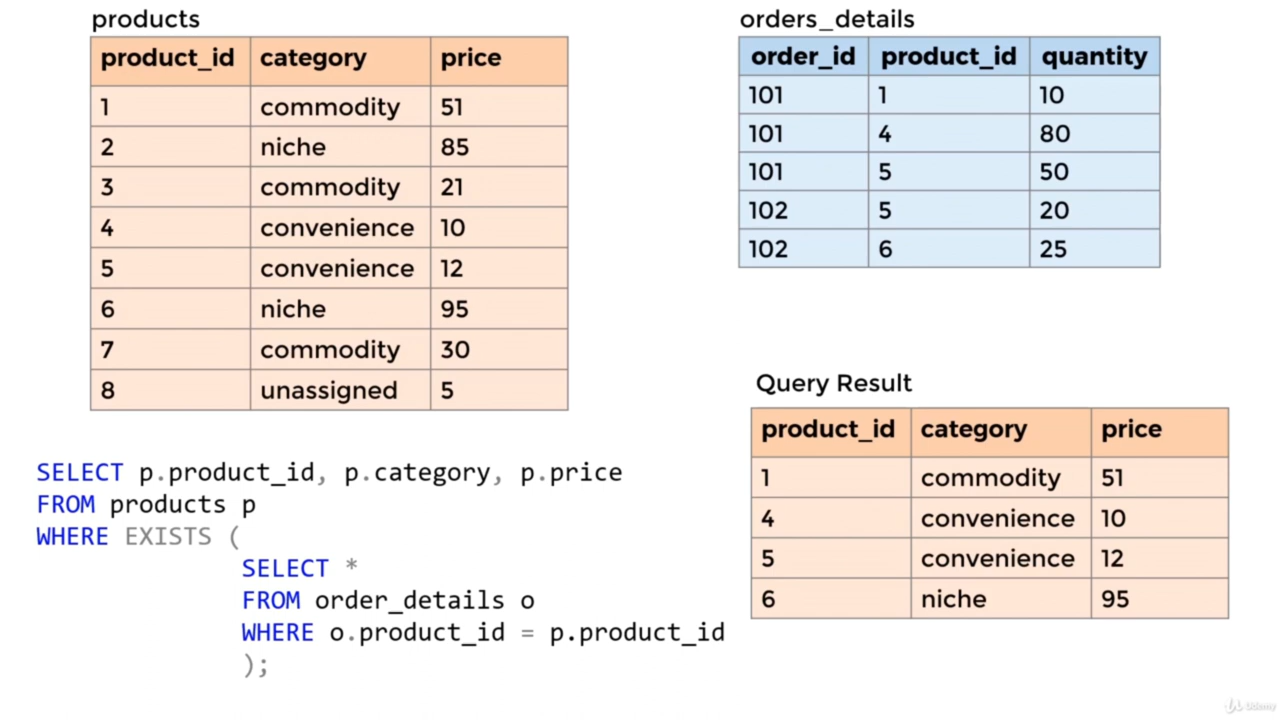 products
product_id category price
1 commodity 51
2 niche 85
3 commodity 21
4 convenience 10
5 convenience 12
6 niche 95
7 commodity 30
8 unassigned 5
orders_details
order_id product_id quantity
101 1 10
101 4 80
101 5 50
102 5 20
102 6 25
SELECT p.product_id, p.category, p.price
FROM products p
WHERE EXISTS (
SELECT *
FROM order_details o
WHERE o.product_id = p.product_id
);
Query Result
product_id category price
1 commodity 51
4 convenience 10
5 convenience 12
6 niche 95
Udemy